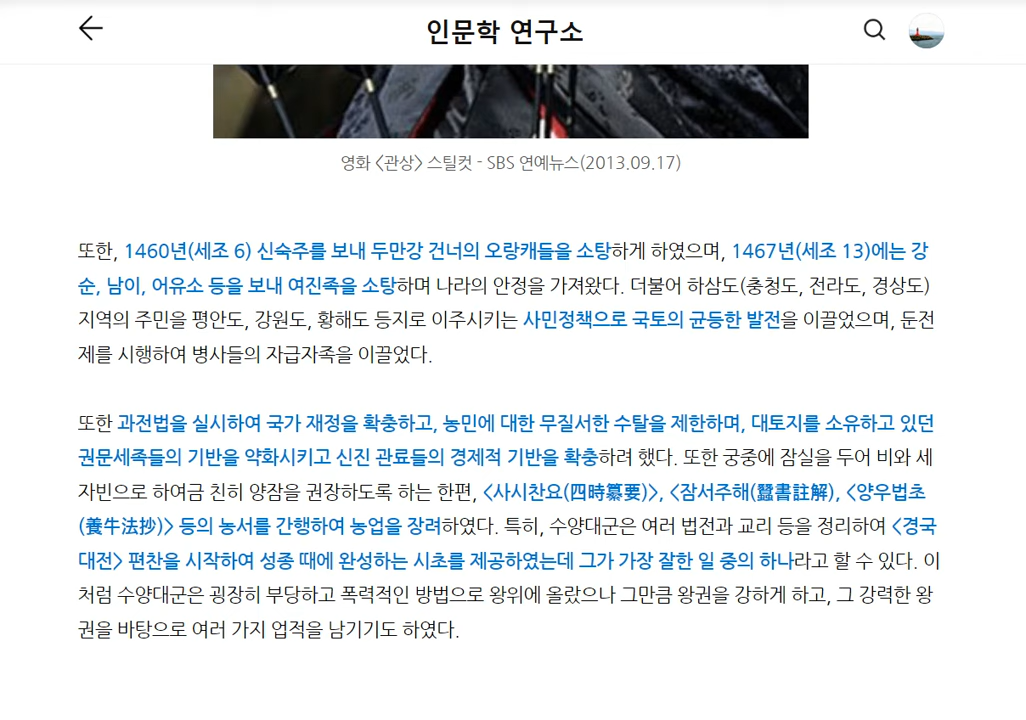 인문학 연구소
영화 <관상> 스틸컷 - SBS 연예뉴스(2013.09.17)
또한, 1460년(세조 6) 신숙주를 보내 두만강 건너의 오랑캐들을 소탕하게 하였으며, 1467년(세조 13)에는 강
순, 남이, 어유소 등을 보내 여진족을 소탕하며 나라의 안정을 가져왔다. 더불어 하삼도(충청도, 전라도, 경상도)
지역의 주민을 평안도, 강원도, 황해도 등지로 이주시키는 사민정책으로 국토의 균등한 발전을 이끌었으며, 둔전
제를 시행하여 병사들의 자급자족을 이끌었다.
또한 과전법을 실시하여 국가 재정을 확충하고, 농민에 대한 무질서한 수탈을 제한하며, 대토지를 소유하고 있던
권문세족들의 기반을 약화시키고 신진 관료들의 경제적 기반을 확충하려 했다. 또한 궁중에 잠실을 두어 비와 세
자빈으로 하여금 친히 양잠을 권장하도록 하는 한편, <사시찬요(四時纂要)>, <잠서주해(蠶書註解), <양우법초
(養牛法抄)> 등의 농서를 간행하여 농업을 장려하였다. 특히, 수양대군은 여러 법전과 교리 등을 정리하여 <경국
대전> 편찬을 시작하여 성종 때에 완성하는 시초를 제공하였는데 그가 가장 잘한 일 중의 하나라고 할 수 있다. 이
처럼 수양대군은 굉장히 부당하고 폭력적인 방법으로 왕위에 올랐으나 그만큼 왕권을 강하게 하고, 그 강력한 왕
권을 바탕으로 여러 가지 업적을 남기기도 하였다.